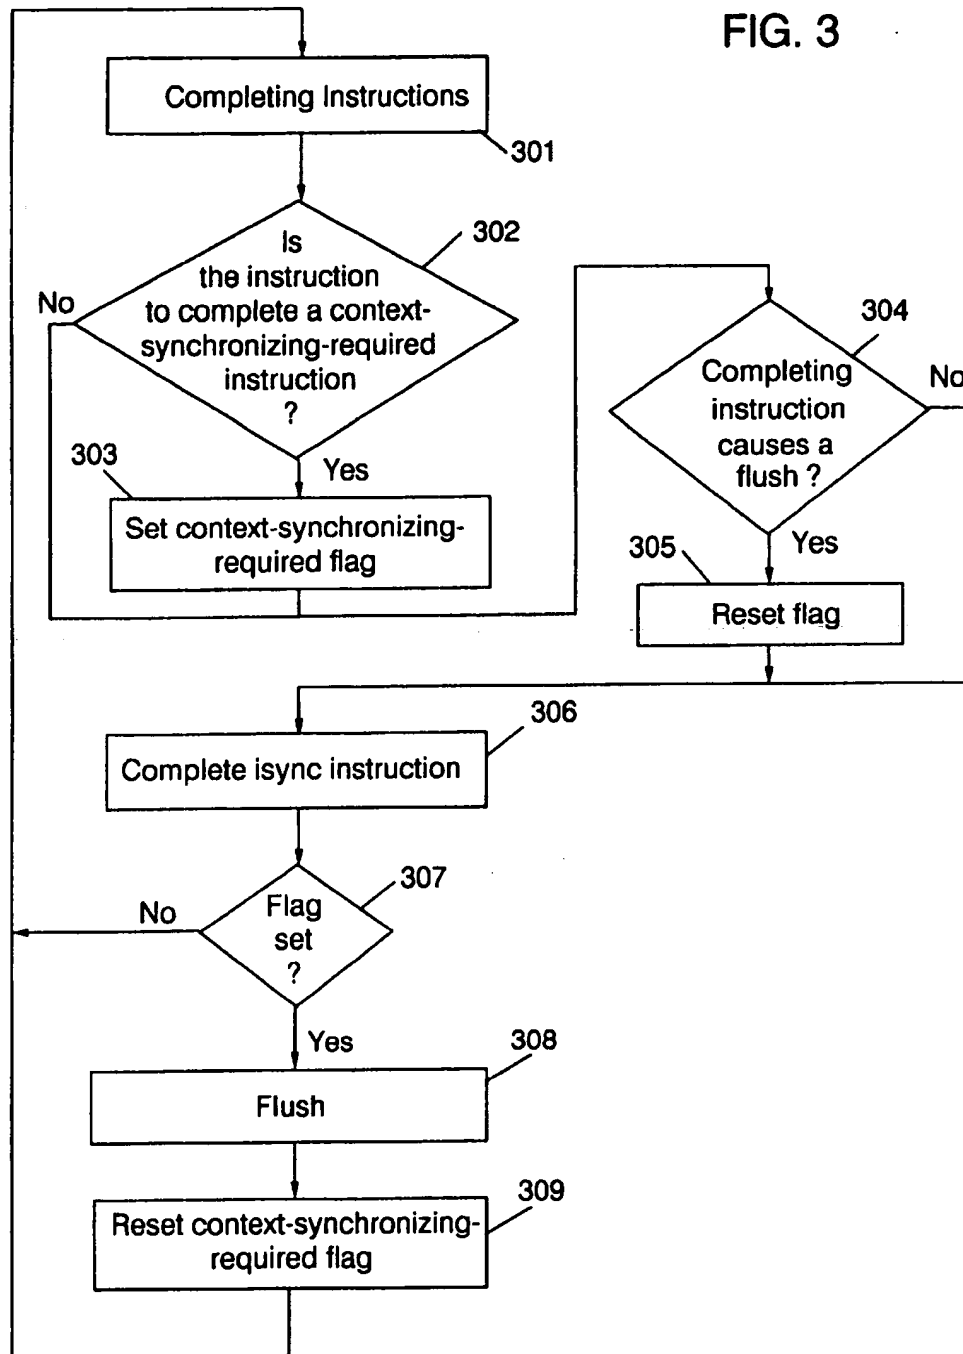 FIG. 3
Completing Instructions
301
302
Is
the instruction
to complete a context-
synchronizing-required
instruction
?
No
Yes
303
Set context-synchronizing-
required flag
304
Completing
instruction
causes a
flush ?
No
Yes
305
Reset flag
306
Complete isync instruction
307
Flag
set
?
No
Yes
308
Flush
309
Reset context-synchronizing-
required flag